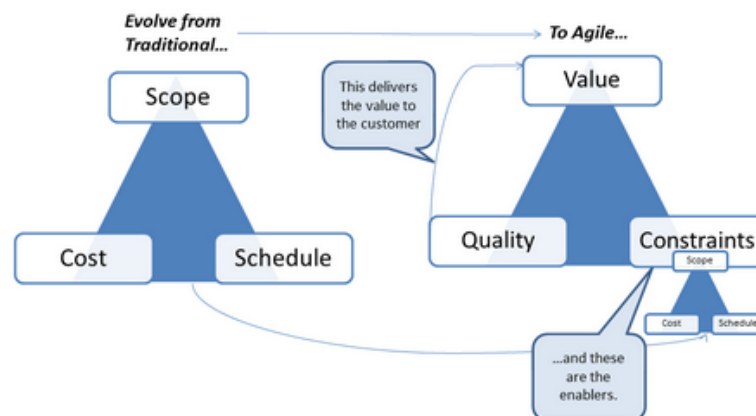 Evolve from
Traditional...
To Agile...
Scope
Cost
Schedule
This delivers
the value to
the customer
Value
Quality
Constraints
Scope
Cost
Schedule
...and these
are the
enablers.